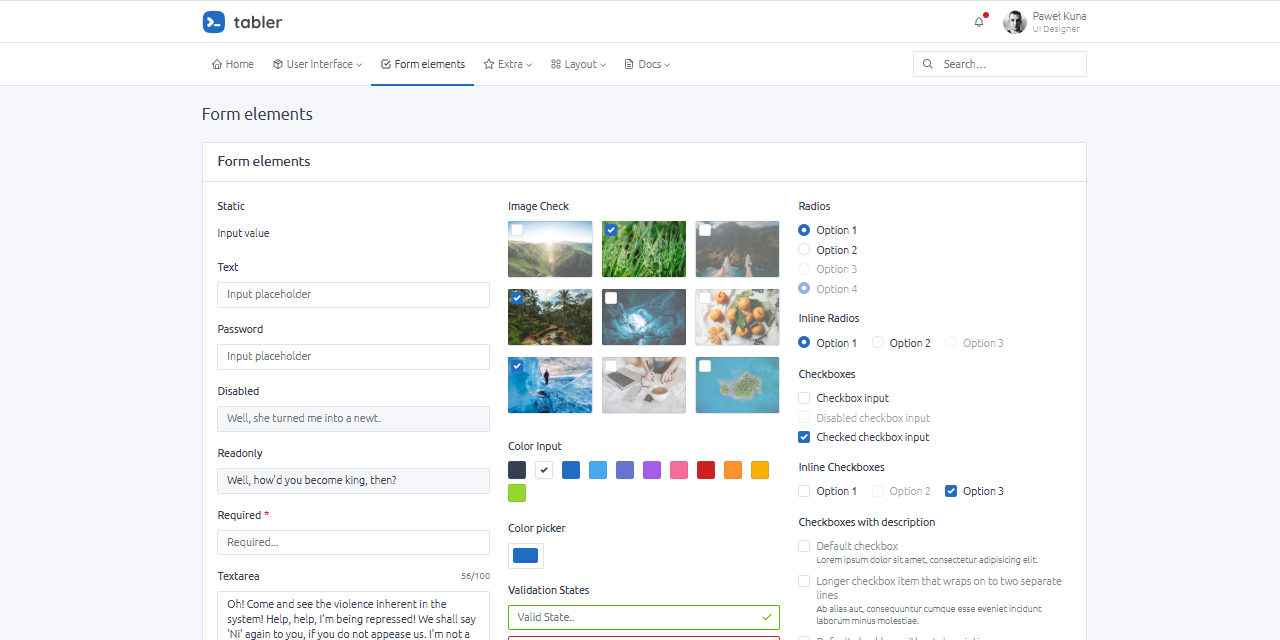 tabler
Paweł Kuna
UI Designer
Home
User Interface
Form elements
Extra
Layout
Docs
Search…
Form elements
Form elements
Static
Input value
Text
Input placeholder
Password
Input placeholder
Disabled
Well, she turned me into a newt.
Readonly
Well, how'd you become king, then?
Required *
Required...
Textarea
56/100
Oh! Come and see the violence inherent in the
system! Help, help, I'm being repressed! We shall say
'Ni' again to you, if you do not appease us. I'm not a
Image Check
Color Input
Color picker
Validation States
Valid State..
Radios
Option 1
Option 2
Option 3
Option 4
Inline Radios
Option 1
Option 2
Option 3
Checkboxes
Checkbox input
Disabled checkbox input
Checked checkbox input
Inline Checkboxes
Option 1
Option 2
Option 3
Checkboxes with description
Default checkbox
Lorem ipsum dolor sit amet, consectetur adipisicing elit.
Longer checkbox item that wraps on to two separate
lines
Ab alias aut, consequuntur cumque esse eveniet incidunt
laborum minus molestiae.